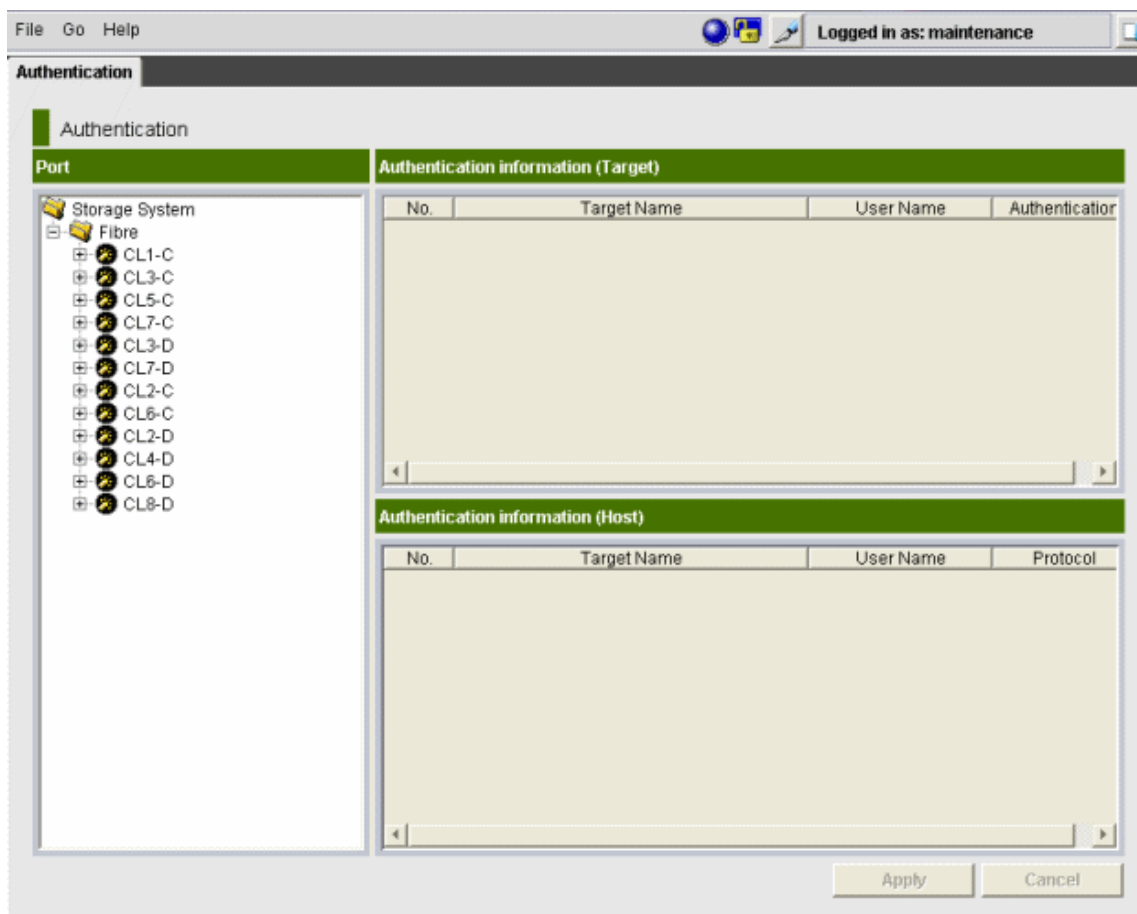 File Go Help
Logged in as: maintenance
Authentication
Authentication
Port
Storage System
Fibre
CL1-C
CL3-C
CL5-C
CL7-C
CL3-D
CL7-D
CL2-C
CL6-C
CL2-D
CL4-D
CL6-D
CL8-D
Authentication information (Target)
No. Target Name User Name Authentication
Authentication information (Host)
No. Target Name User Name Protocol
Apply Cancel